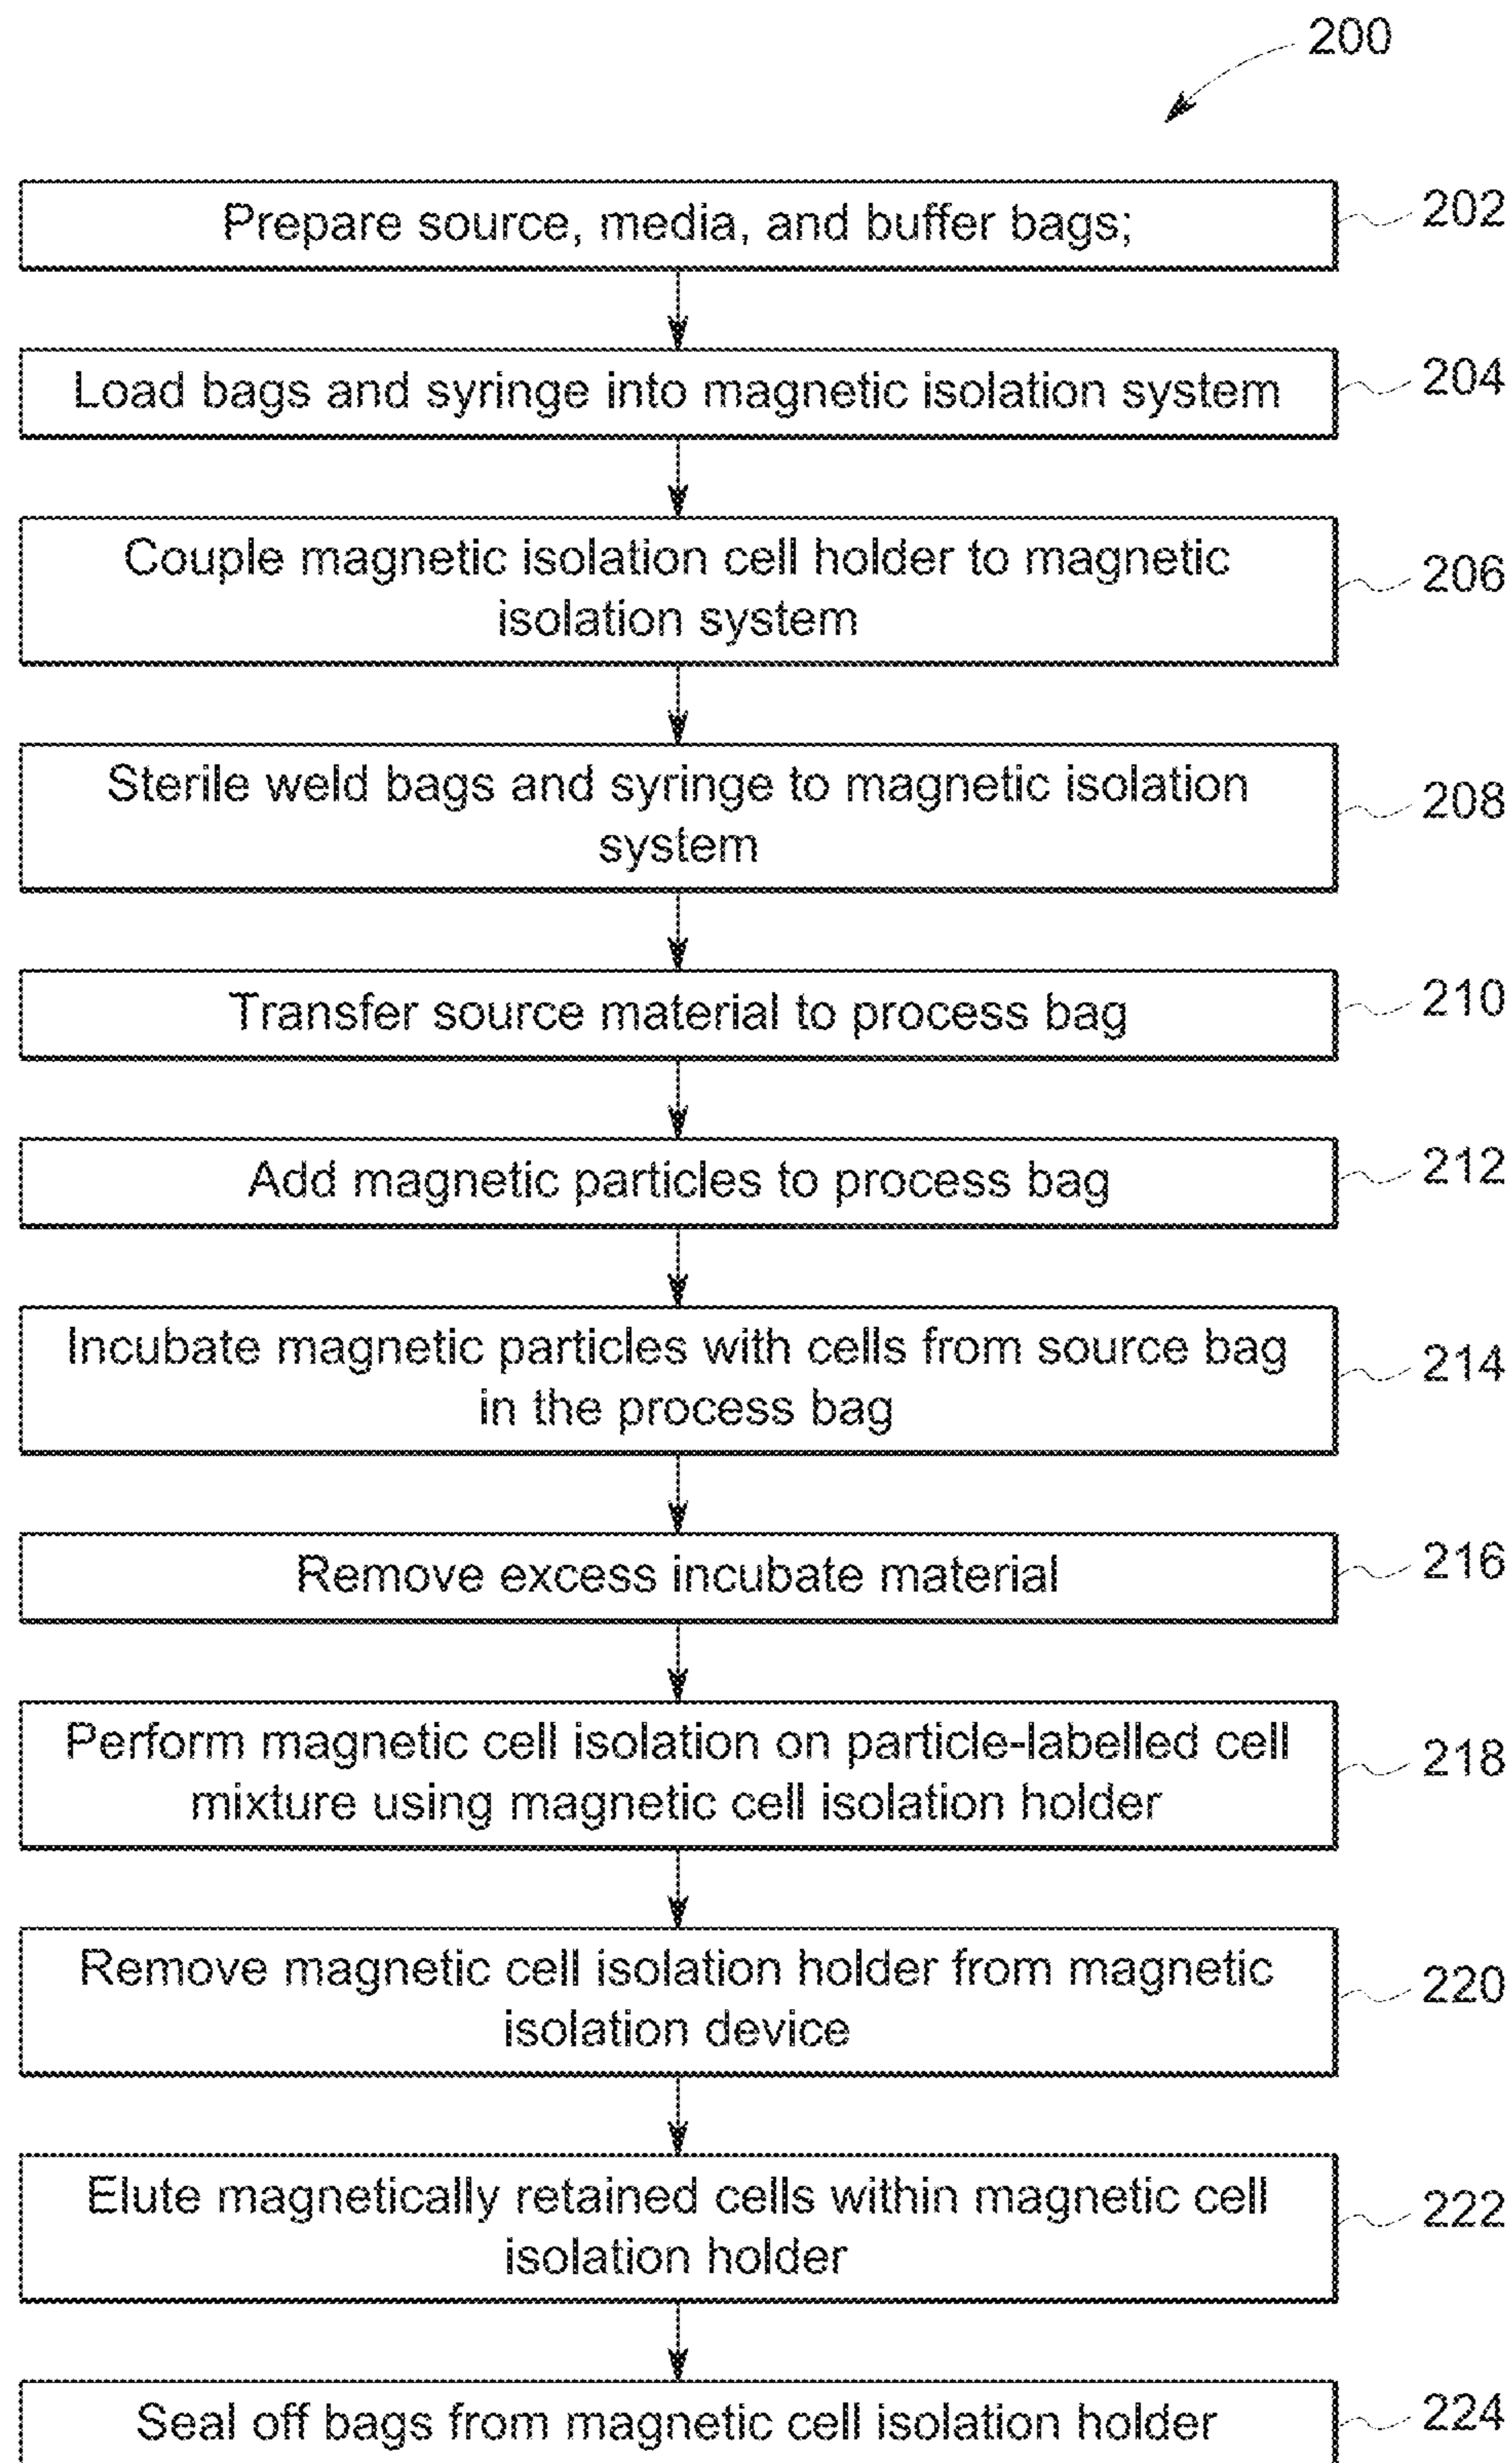 200
Prepare source, media, and buffer bags;
202
Load bags and syringe into magnetic isolation system
204
Couple magnetic isolation cell holder to magnetic
isolation system
206
Sterile weld bags and syringe to magnetic isolation
system
208
Transfer source material to process bag
210
Add magnetic particles to process bag
212
Incubate magnetic particles with cells from source bag
in the process bag
214
Remove excess incubate material
216
Perform magnetic cell isolation on particle-labelled cell
mixture using magnetic cell isolation holder
218
Remove magnetic cell isolation holder from magnetic
isolation device
220
Elute magnetically retained cells within magnetic cell
isolation holder
222
Seal off bags from magnetic cell isolation holder
224